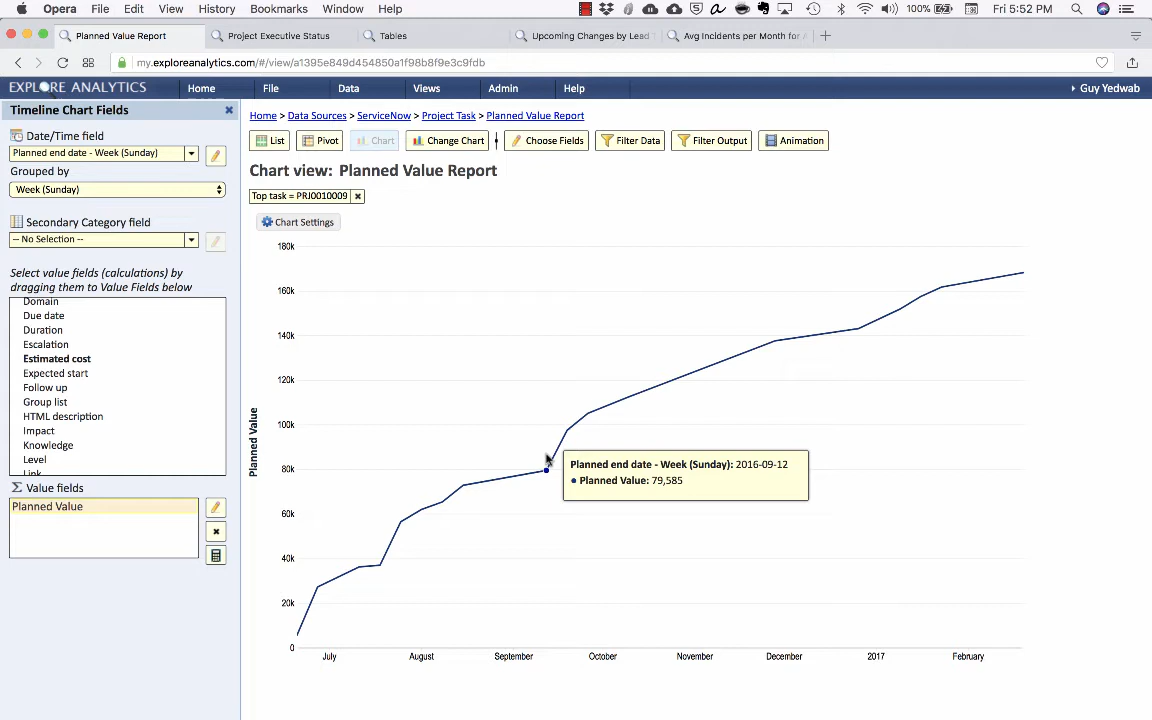 Opera File Edit View History Bookmarks Window Help 100% Fri 5:52 PM
Planned Value Report Project Executive Status Tables Upcoming Changes by Lead Avg Incidents per Month for
my.exploreanalytics.com/#/view/a1395e849d454850a1f98b8f9e3c9fdb
EXPLORE ANALYTICS Home File Data Views Admin Help Guy Yedwab
Timeline Chart Fields
Date/Time field
Planned end date - Week (Sunday)
Grouped by
Week (Sunday)
Secondary Category field
-- No Selection --
Select value fields (calculations) by
dragging them to Value Fields below
Domain
Due date
Duration
Escalation
Estimated cost
Expected start
Follow up
Group list
HTML description
Impact
Knowledge
Level
Link
Σ Value fields
Planned Value
Home > Data Sources > ServiceNow > Project Task > Planned Value Report
List Pivot Chart Change Chart Choose Fields Filter Data Filter Output Animation
Chart view: Planned Value Report
Top task = PRJ0010009
Chart Settings
180k
160k
140k
120k
100k
80k
60k
40k
20k
0
Planned Value
Planned end date - Week (Sunday): 2016-09-12
Planned Value: 79,585
July August September October November December 2017 February